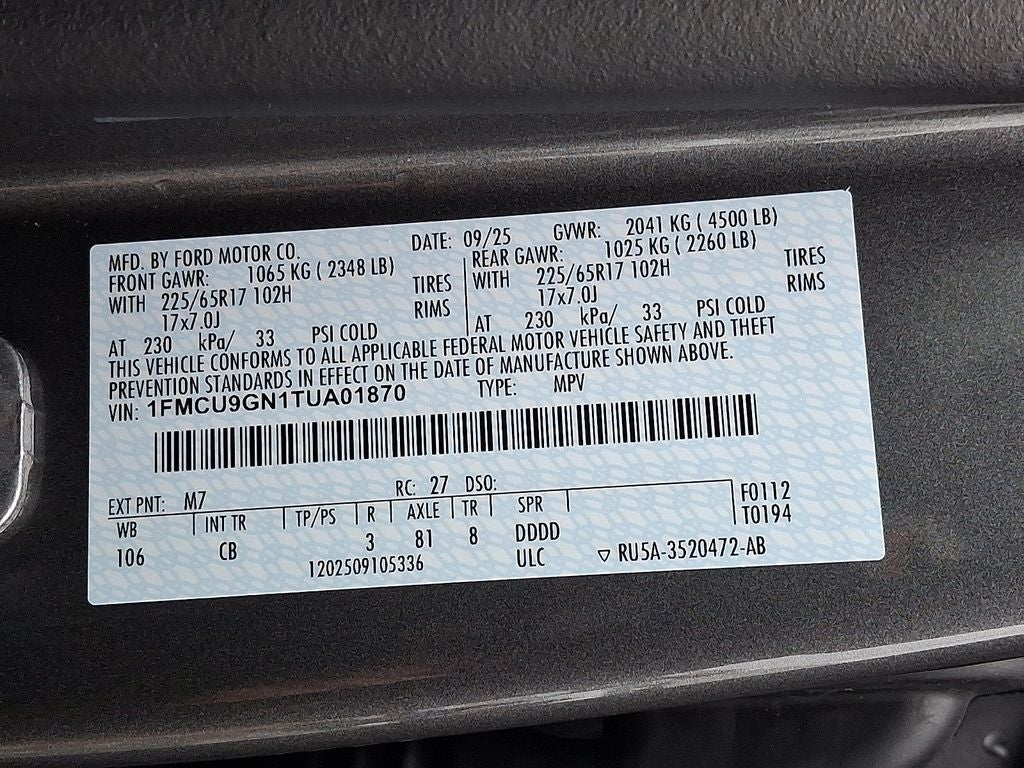 MFD. BY FORD MOTOR CO. DATE: 09/25 GVWR: 2041 KG ( 4500 LB)
FRONT GAWR: 1065 KG ( 2348 LB) REAR GAWR: 1025 KG ( 2260 LB)
WITH 225/65R17 102H TIRES WITH 225/65R17 102H TIRES
17x7.0J RIMS 17x7.0J RIMS
AT 230 kPa/ 33 PSI COLD AT 230 kPa/ 33 PSI COLD
THIS VEHICLE CONFORMS TO ALL APPLICABLE FEDERAL MOTOR VEHICLE SAFETY AND THEFT
PREVENTION STANDARDS IN EFFECT ON THE DATE OF MANUFACTURE SHOWN ABOVE.
VIN: 1FMCU9GN1TUA01870 TYPE: MPV
EXT PNT: M7 RC: 27 DSO:
WB INT TR TP/PS R AXLE TR SPR F0112
T0194
106 CB 3 81 8 DDDD
1202509105336 ULC RU5A-3520472-AB